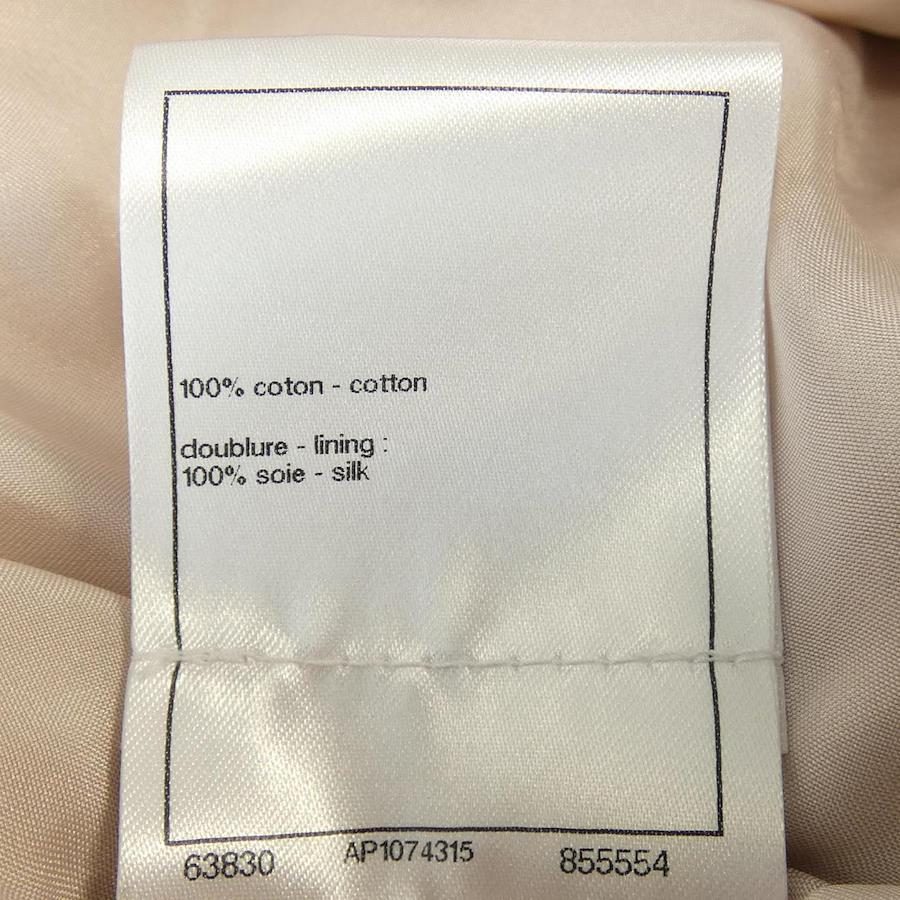 100% coton - cotton
doublure - lining :
100% soie - silk
63830 AP1074315 855554